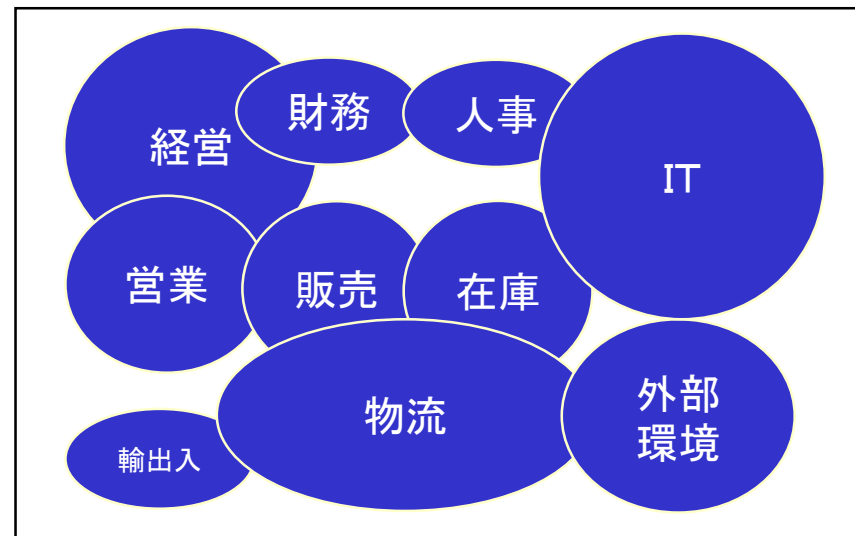 経営
財務
人事
IT
営業
販売
在庫
物流
外部
環境
輸出入